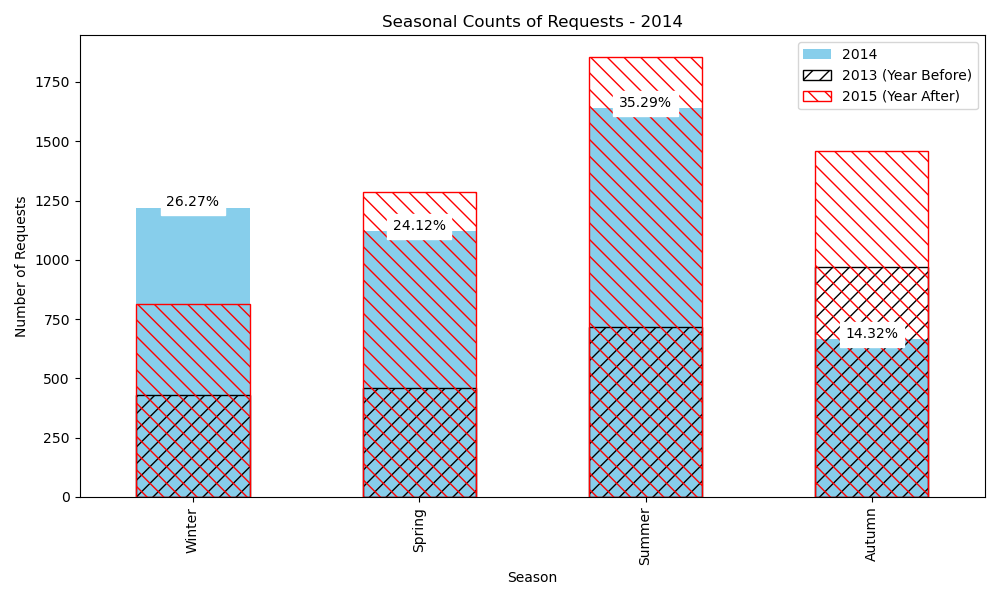 Seasonal Counts of Requests - 2014
2014
2013 (Year Before)
2015 (Year After)
Number of Requests
1750
1500
1250
1000
750
500
250
0
26.27%
24.12%
35.29%
14.32%
Winter
Spring
Summer
Autumn
Season